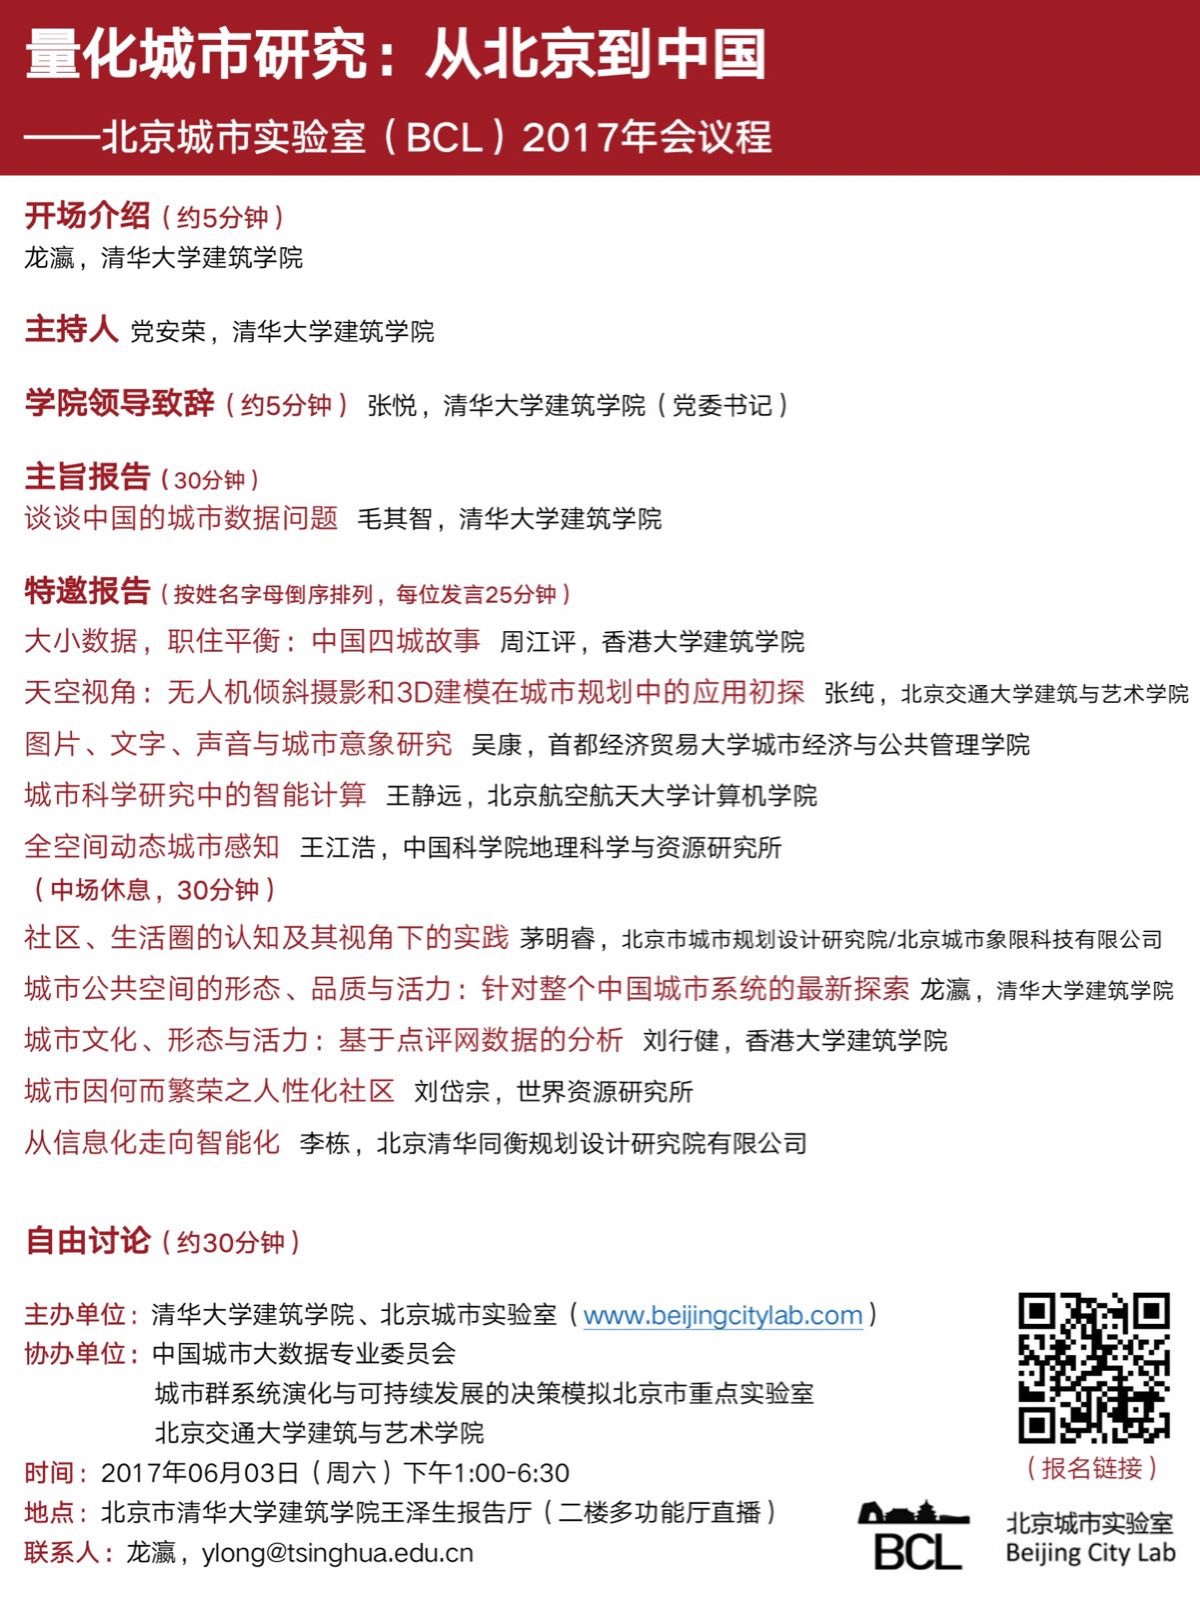 量化城市研究：从北京到中国
——北京城市实验室（BCL）2017年会议程
开场介绍（约5分钟）
龙瀛，清华大学建筑学院
主持人 党安荣，清华大学建筑学院
学院领导致辞（约5分钟） 张悦，清华大学建筑学院（党委书记）
主旨报告（30分钟）
谈谈中国的城市数据问题 毛其智，清华大学建筑学院
特邀报告（按姓名字母倒序排列，每位发言25分钟）
大小数据，职住平衡：中国四城故事 周江评，香港大学建筑学院
天空视角：无人机倾斜摄影和3D建模在城市规划中的应用初探 张纯，北京交通大学建筑与艺术学院
图片、文字、声音与城市意象研究 吴康，首都经济贸易大学城市经济与公共管理学院
城市科学研究中的智能计算 王静远，北京航空航天大学计算机学院
全空间动态城市感知 王江浩，中国科学院地理科学与资源研究所
（中场休息，30分钟）
社区、生活圈的认知及其视角下的实践 茅明睿，北京市城市规划设计研究院/北京城市象限科技有限公司
城市公共空间的形态、品质与活力：针对整个中国城市系统的最新探索 龙瀛，清华大学建筑学院
城市文化、形态与活力：基于点评网数据的分析 刘行健，香港大学建筑学院
城市因何而繁荣之人性化社区 刘岱宗，世界资源研究所
从信息化走向智能化 李栋，北京清华同衡规划设计研究院有限公司
自由讨论（约30分钟）
主办单位：清华大学建筑学院、北京城市实验室（www.beijingcitylab.com）
协办单位：中国城市大数据专业委员会
城市群系统演化与可持续发展的决策模拟北京市重点实验室
北京交通大学建筑与艺术学院
时间：2017年06月03日（周六）下午1:00-6:30
地点：北京市清华大学建筑学院王泽生报告厅（二楼多功能厅直播）
联系人：龙瀛，ylong@tsinghua.edu.cn
（报名链接）
BCL
北京城市实验室
Beijing City Lab